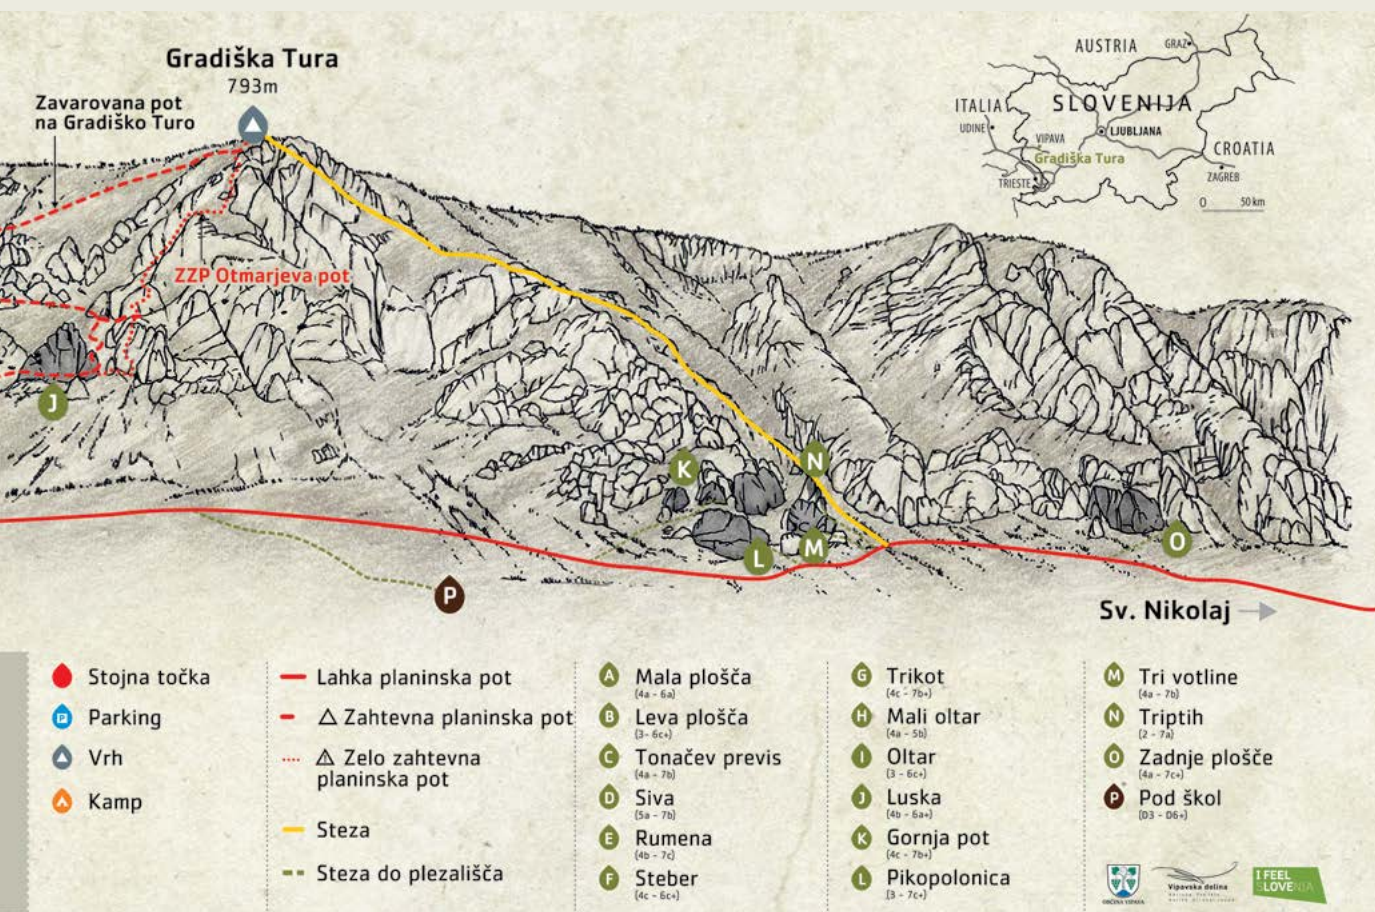 Gradiška Tura
793m
Zavarovana pot
na Gradiško Turo
ZZP Otmarjeva pot
AUSTRIA
GRAZ
ITALIA
SLOVENIJA
UDINE
VIPAVA
LJUBLJANA
CROATIA
Gradiška Tura
TRIESTE
ZAGREB
0 50 km
J
K
N
L
M
O
P
Sv. Nikolaj
Stojna točka
P Parking
Vrh
Kamp
Lahka planinska pot
Zahtevna planinska pot
Zelo zahtevna
planinska pot
Steza
Steza do plezališča
A Mala plošča
(4a - 6a)
B Leva plošča
(3- 6c+)
C Tonačev previs
(4a - 7b)
D Siva
(5a - 7b)
E Rumena
(4b - 7c)
F Steber
(4c - 6c+)
G Trikot
(4c - 7b+)
H Mali oltar
(4a - 5b)
I Oltar
(3 - 6c+)
J Luska
(4b - 6a+)
K Gornja pot
(4c - 7b+)
L Pikopolonica
(3 - 7c+)
M Tri votline
(4a - 7b)
N Triptih
(2 - 7a)
O Zadnje plošče
(4a - 7c+)
P Pod škol
(D3 - D6+)
OBČINA VIPAVA
Vipavska dolina
I FEEL
SLOVENIA